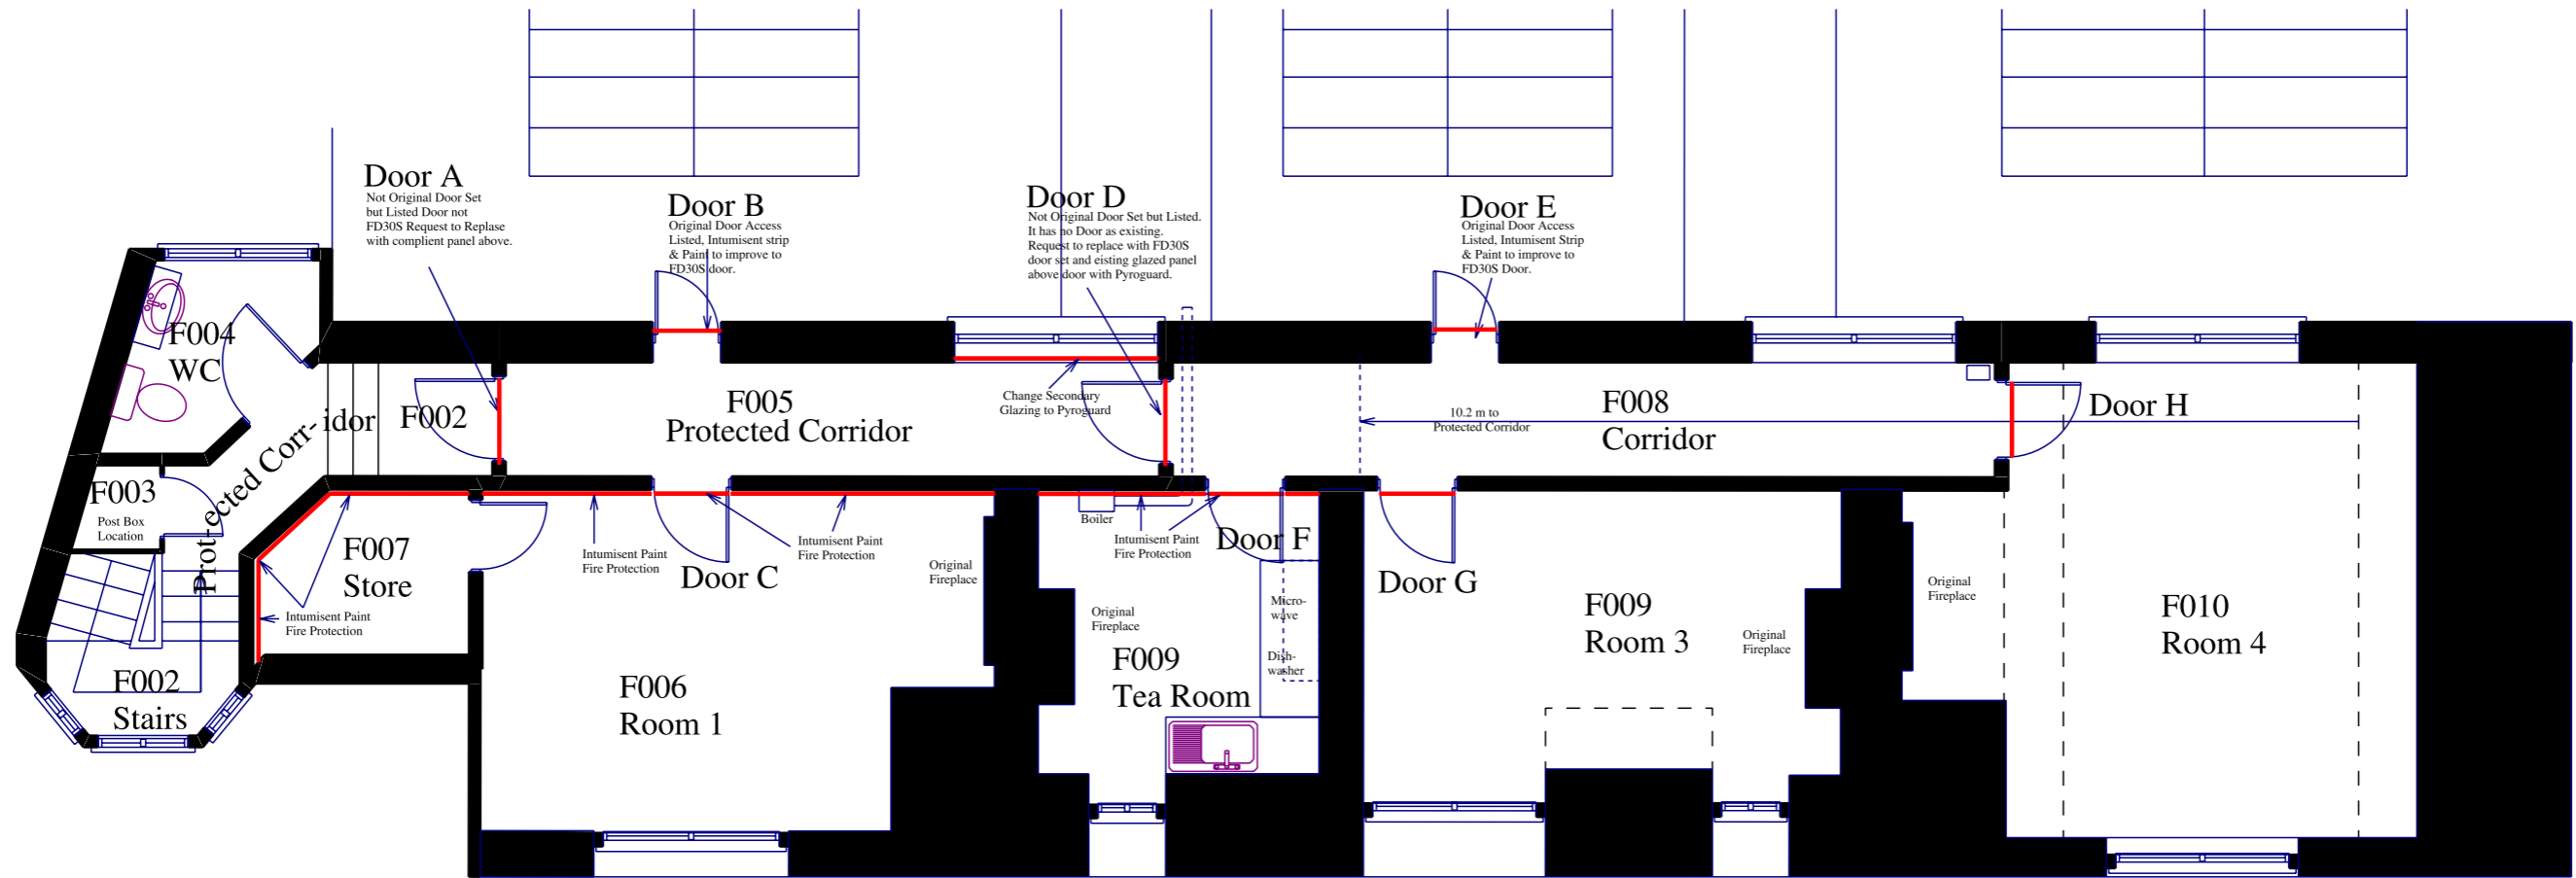 Door A
Not Original Door Set
but Listed Door not
FD30S Request to Replase
with complient panel above.
Door B
Original Door Access
Listed, Intumisent strip
& Paint to improve to
FD30S door.
Door D
Not Original Door Set but Listed.
It has no Door as existing.
Request to replace with FD30S
door set and eisting glazed panel
above door with Pyroguard.
Door E
Original Door Access
Listed, Intumisent Strip
& Paint to improve to
FD30S Door.
F004
WC
F002
F005
Protected Corridor
Change Secondary
Glazing to Pyroguard
F008
Corridor
10.2 m to
Protected Corridor
Door H
Prot-ected Corr-idor
F003
Post Box
Location
F007
Store
Intumisent Paint
Fire Protection
F002
Stairs
Intumisent Paint
Fire Protection
Door C
Intumisent Paint
Fire Protection
Original
Fireplace
F006
Room 1
Boiler
Intumisent Paint
Fire Protection
Door F
Original
Fireplace
Micro-
wave
Dish-
washer
F009
Tea Room
Door G
F009
Room 3
Original
Fireplace
Original
Fireplace
F010
Room 4